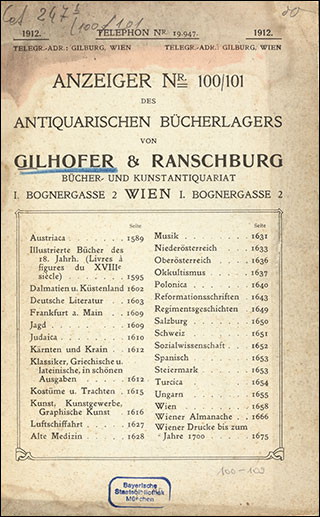 Cat 247b
(100/101
20
1912. TELEPHON NR. 19.947. 1912.
TELEGR.-ADR.: GILBURG, WIEN TELEGR.-ADR.: GILBURG, WIEN
ANZEIGER NR. 100/101
DES
ANTIQUARISCHEN BÜCHERLAGERS
VON
GILHOFER & RANSCHBURG
BÜCHER- UND KUNSTANTIQUARIAT
I. BOGNERGASSE 2 WIEN I. BOGNERGASSE 2
Seite
Austriaca . . . . . . 1589
Illustrierte Bücher des
18. Jahrh. (Livres à
figures du XVIIIe
siècle) . . . . . . 1595
Dalmatien u. Küstenland 1602
Deutsche Literatur . . 1603
Frankfurt a. Main . . 1609
Jagd . . . . . . 1609
Judaica . . . . . . 1610
Kärnten und Krain . . 1612
Klassiker, Griechische u.
lateinische, in schönen
Ausgaben . . . . 1612
Kostüme u. Trachten . 1615
Kunst, Kunstgewerbe,
Graphische Kunst . 1616
Luftschiffahrt . . . . 1627
Alte Medizin . . . . 1628
Seite
Musik . . . . . . 1631
Niederösterreich . . . 1633
Oberösterreich . . . 1636
Okkultismus . . . . 1637
Polonica . . . . . 1640
Reformationsschriften . 1643
Regimentsgeschichten . 1649
Salzburg . . . . . 1650
Schweiz . . . . . 1651
Sozialwissenschaft . . . 1652
Spanisch . . . . . 1653
Steiermark . . . . . 1653
Turcica . . . . . 1654
Ungarn . . . . . 1655
Wien . . . . . . 1658
Wiener Almanache . . 1666
Wiener Drucke bis zum
Jahre 1700 . . . . 1675
100-102
Bayerische
Staatsbibliothek
München